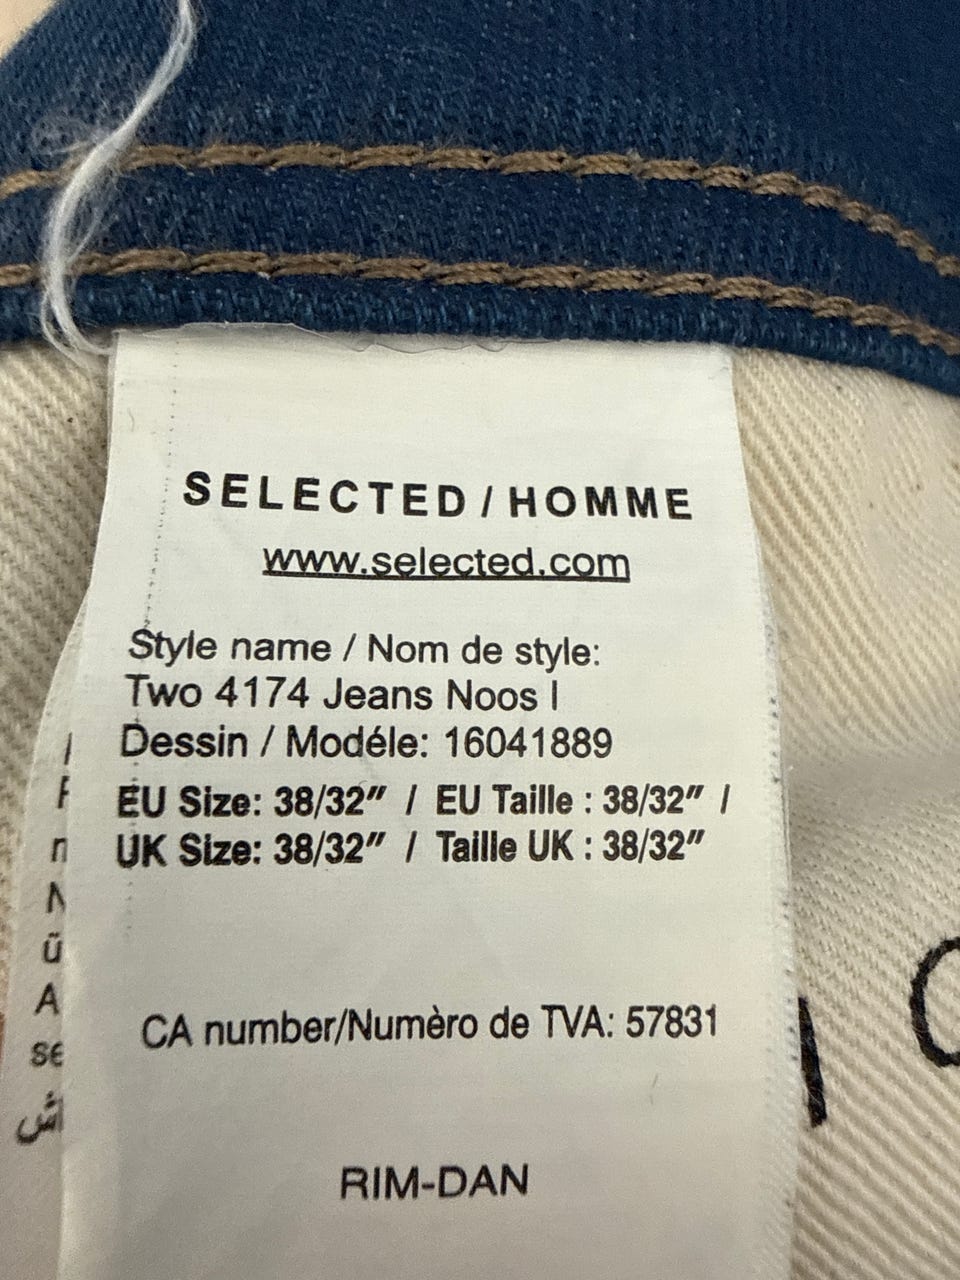 SELECTED / HOMME
www.selected.com
Style name / Nom de style:
Two 4174 Jeans Noos I
Dessin / Modéle: 16041889
EU Size: 38/32″ / EU Taille : 38/32″ /
UK Size: 38/32″ / Taille UK : 38/32″
CA number/Numèro de TVA: 57831
RIM-DAN